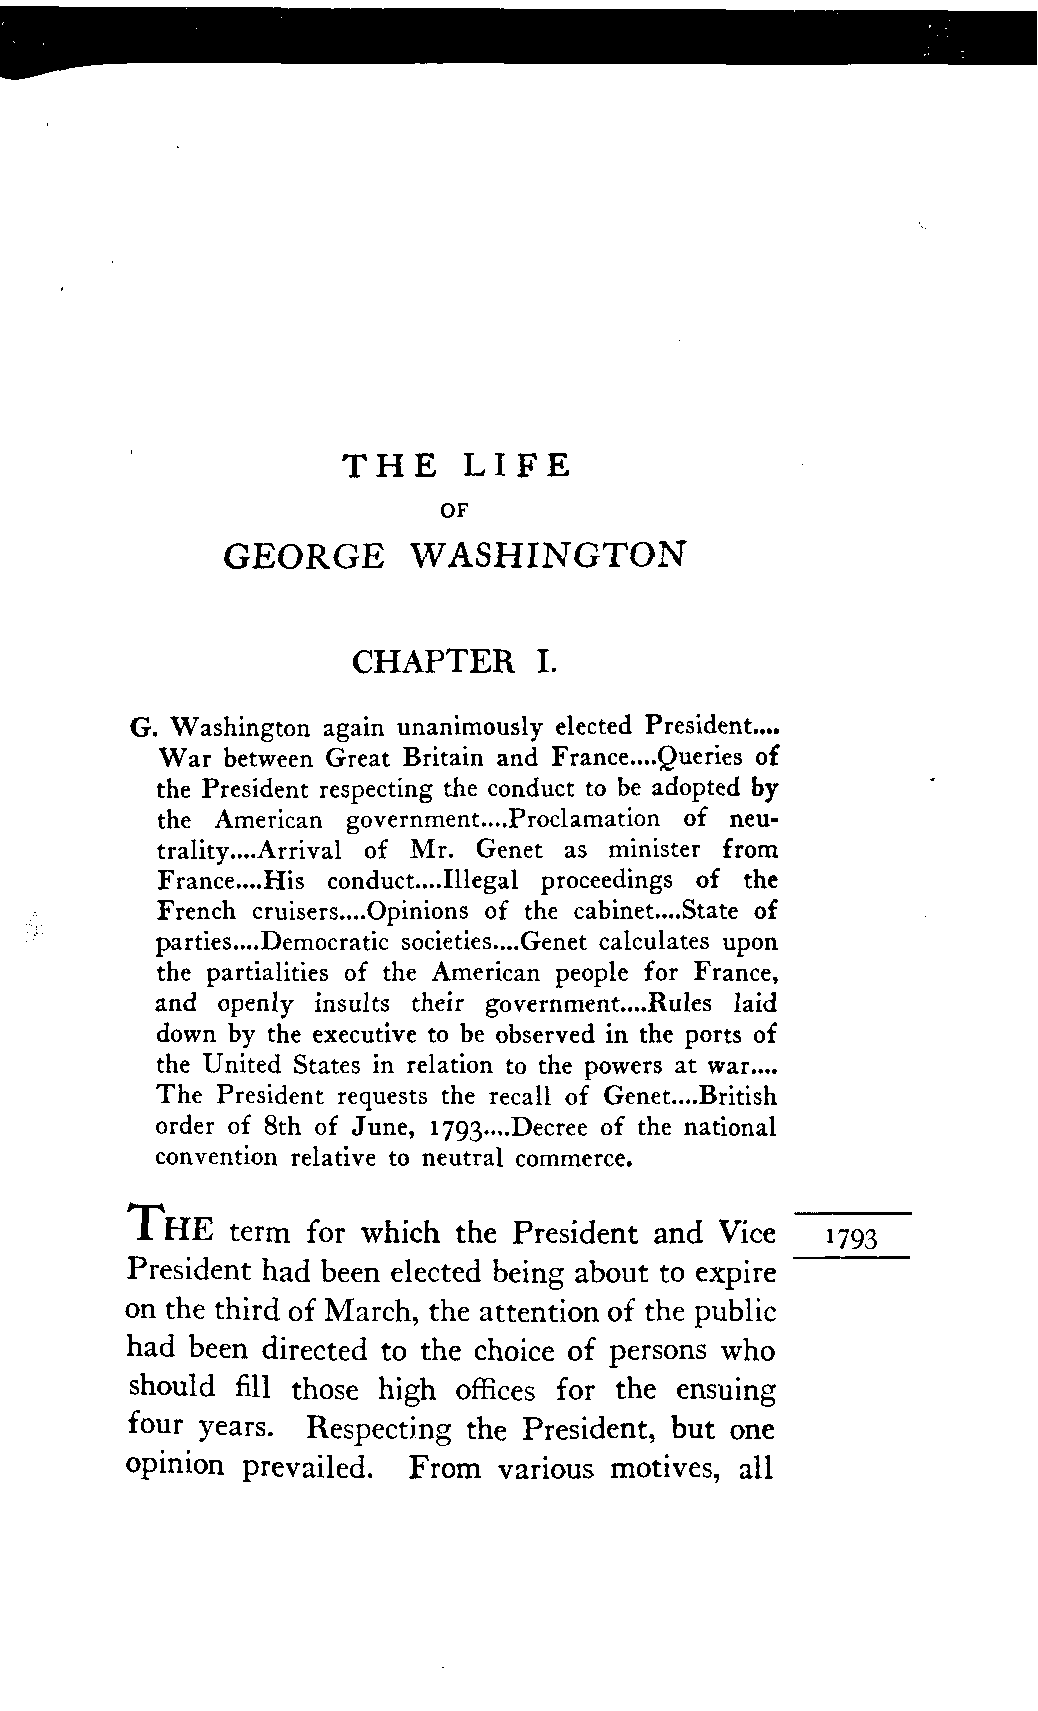 THE LIFE
OF
GEORGE WASHINGTON
CHAPTER I.
G. Washington again unanimously elected President....
War between Great Britain and France....Queries of
the President respecting the conduct to be adopted by
the American government....Proclamation of neu-
trality....Arrival of Mr. Genet as minister from
France....His conduct....Illegal proceedings of the
French cruisers....Opinions of the cabinet....State of
parties....Democratic societies....Genet calculates upon
the partialities of the American people for France,
and openly insults their government....Rules laid
down by the executive to be observed in the ports of
the United States in relation to the powers at war....
The President requests the recall of Genet....British
order of 8th of June, 1793....Decree of the national
convention relative to neutral commerce.
THE term for which the President and Vice
1793
President had been elected being about to expire
on the third of March, the attention of the public
had been directed to the choice of persons who
should fill those high offices for the ensuing
four years. Respecting the President, but one
opinion prevailed. From various motives, all